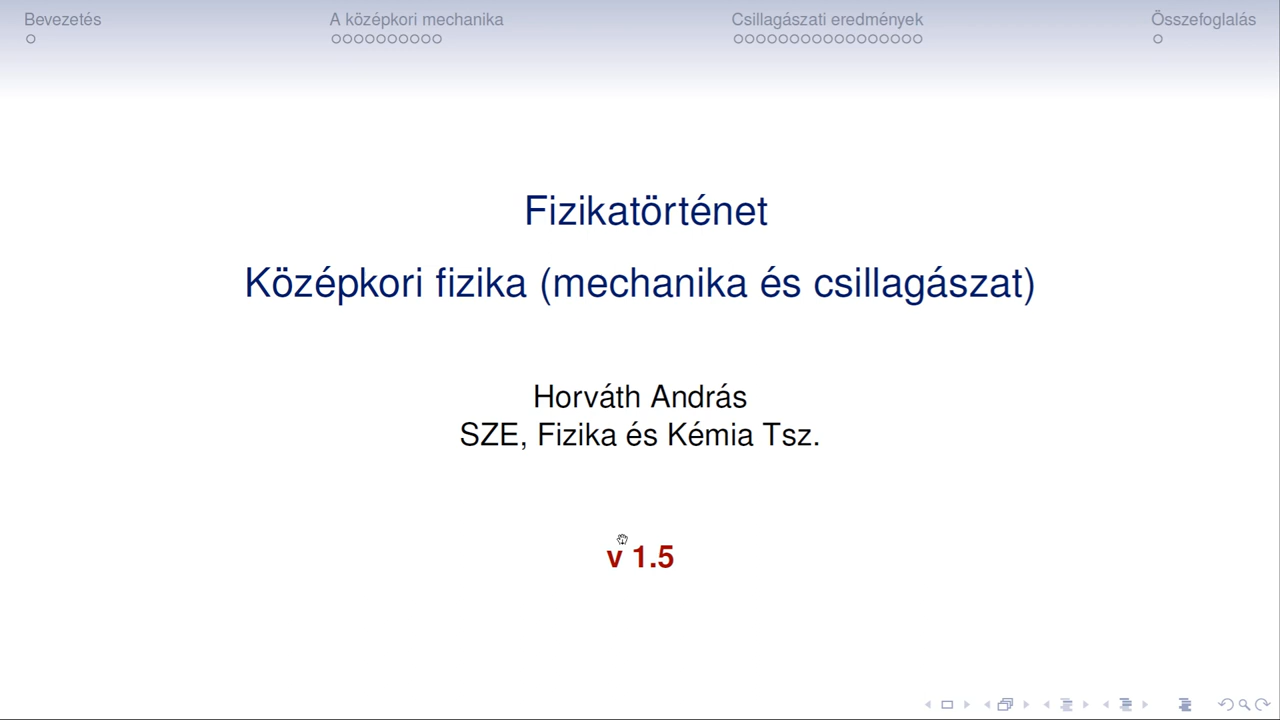 Bevezetés
A középkori mechanika
Csillagászati eredmények
Összefoglalás
Fizikatörténet
Középkori fizika (mechanika és csillagászat)
Horváth András
SZE, Fizika és Kémia Tsz.
v 1.5